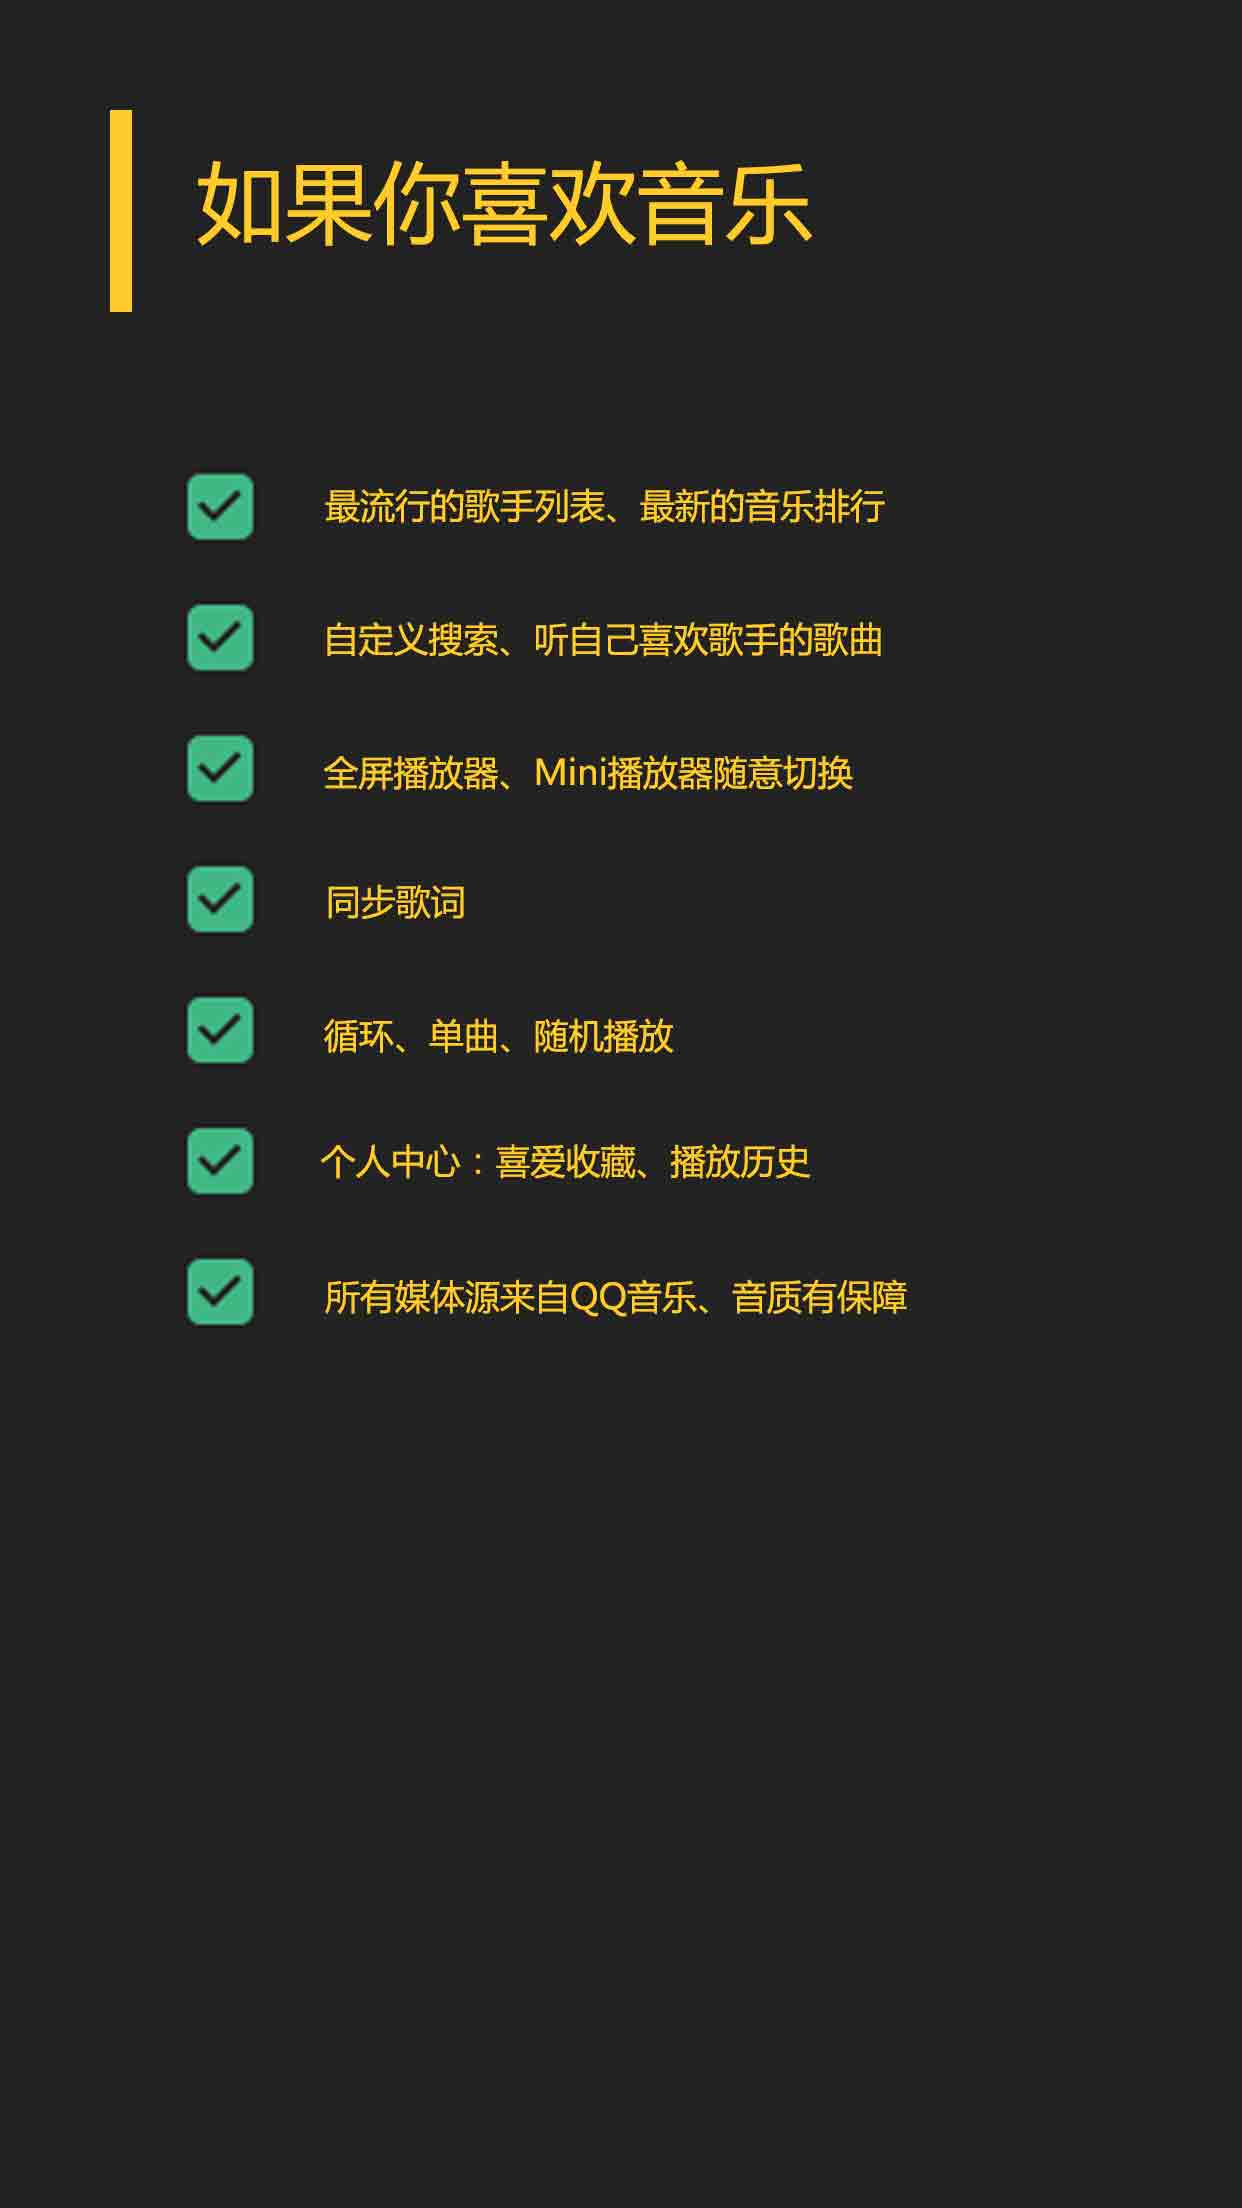 如果你喜欢音乐
最流行的歌手列表、最新的音乐排行
自定义搜索、听自己喜欢歌手的歌曲
全屏播放器、Mini播放器随意切换
同步歌词
循环、单曲、随机播放
个人中心：喜爱收藏、播放历史
所有媒体源来自QQ音乐、音质有保障